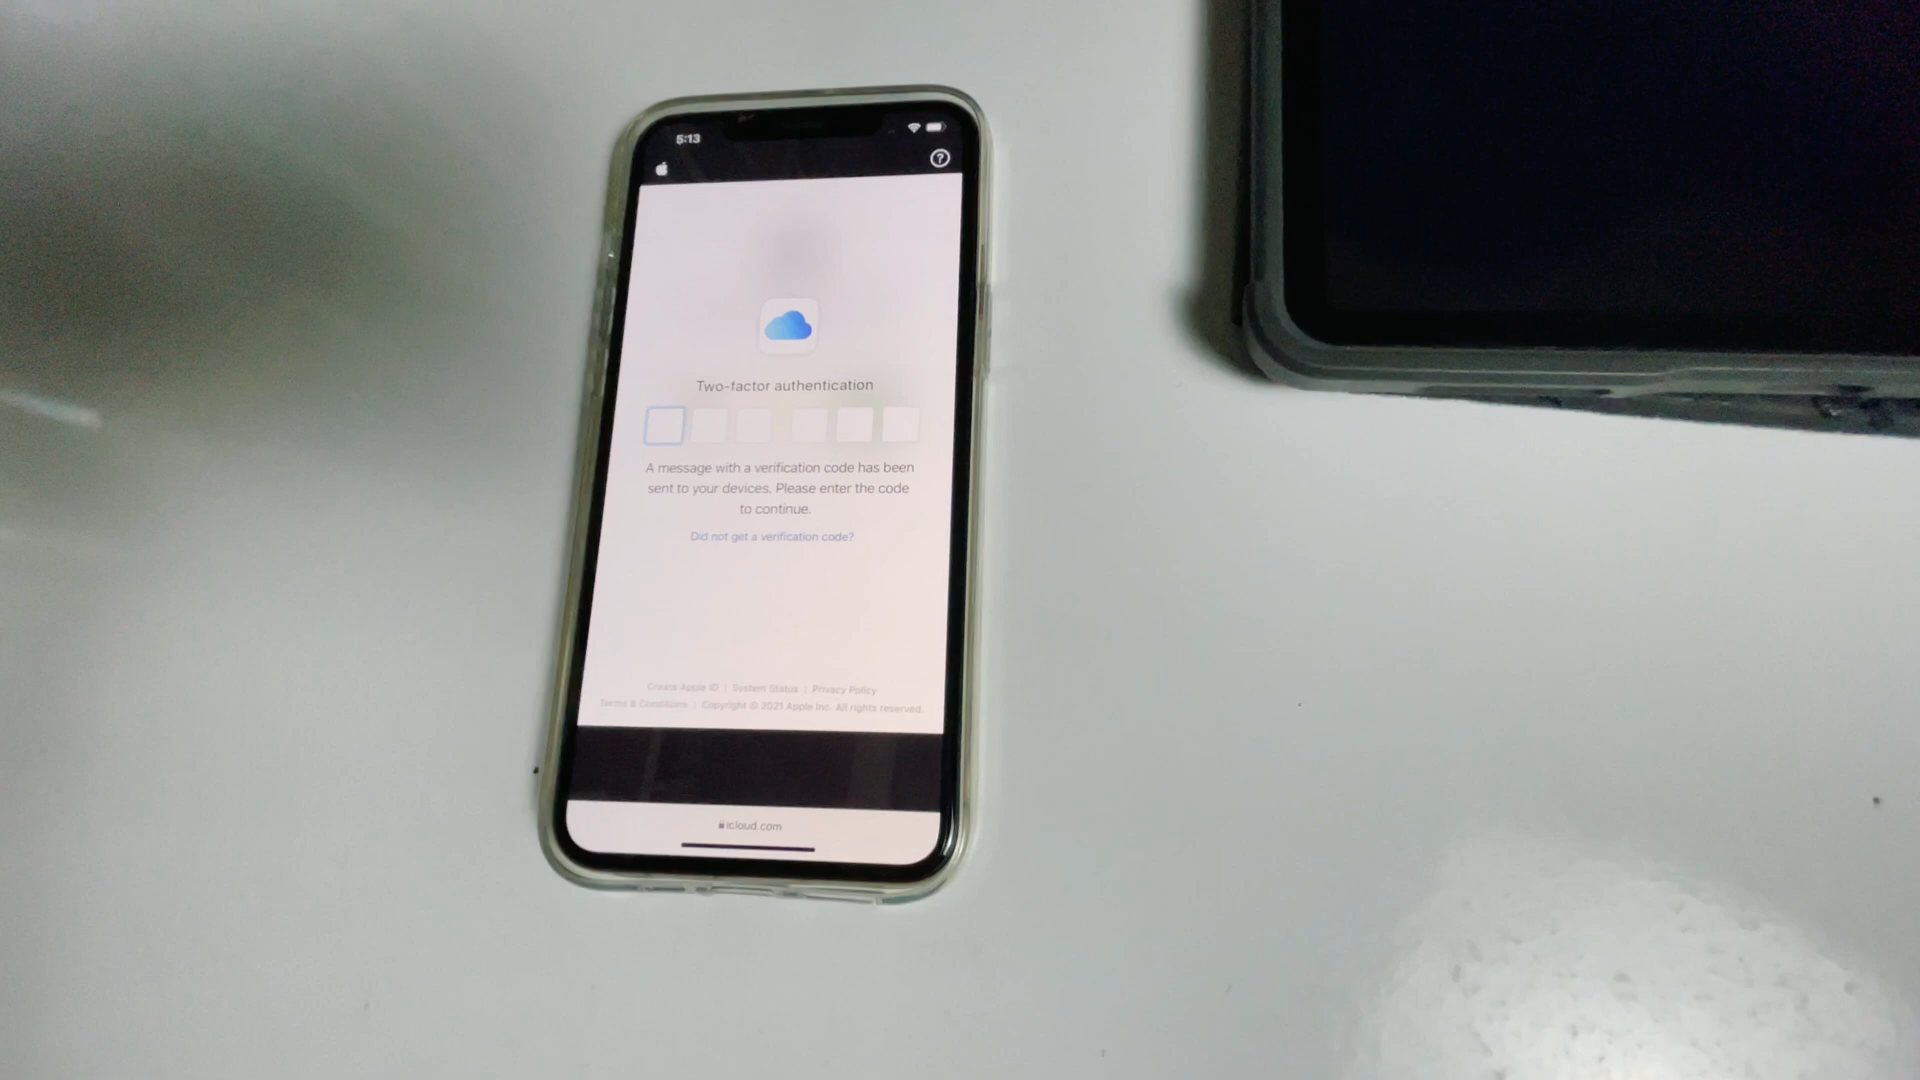 5:13
Two-factor authentication
A message with a verification code has been
sent to your devices. Please enter the code
to continue.
Did not get a verification code?
Create Apple ID | System Status | Privacy Policy
Terms & Conditions | Copyright © 2021 Apple Inc. All rights reserved.
icloud.com